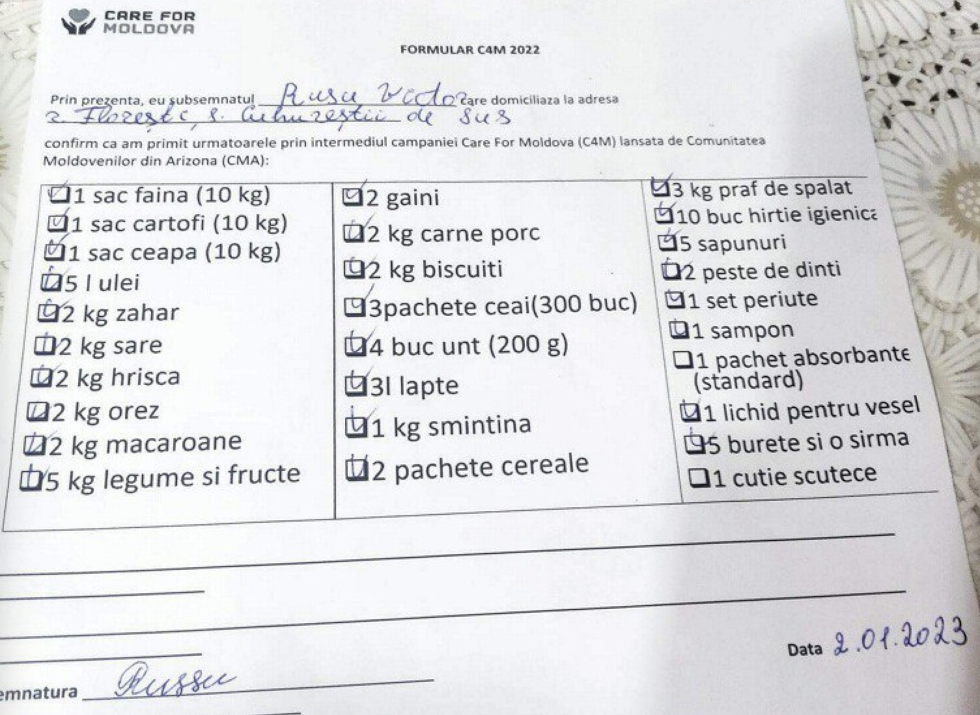 CARE FOR
MOLDOVA
FORMULAR C4M 2022
Prin prezenta, eu subsemnatul Rusu Victor care domiciliaza la adresa
r. Florești, s. Cuhureștii de Sus
confirm ca am primit urmatoarele prin intermediul campaniei Care For Moldova (C4M) lansata de Comunitatea
Moldovenilor din Arizona (CMA):
1 sac faina (10 kg)
1 sac cartofi (10 kg)
1 sac ceapa (10 kg)
5 l ulei
2 kg zahar
2 kg sare
2 kg hrisca
2 kg orez
2 kg macaroane
5 kg legume si fructe
2 gaini
2 kg carne porc
2 kg biscuiti
3pachete ceai(300 buc)
4 buc unt (200 g)
3l lapte
1 kg smintina
2 pachete cereale
3 kg praf de spalat
10 buc hirtie igienica
5 sapunuri
2 peste de dinti
1 set periute
1 sampon
1 pachet absorbante
(standard)
1 lichid pentru vesel
5 burete si o sirma
1 cutie scutece
Data 2.01.2023
emnatura Russu